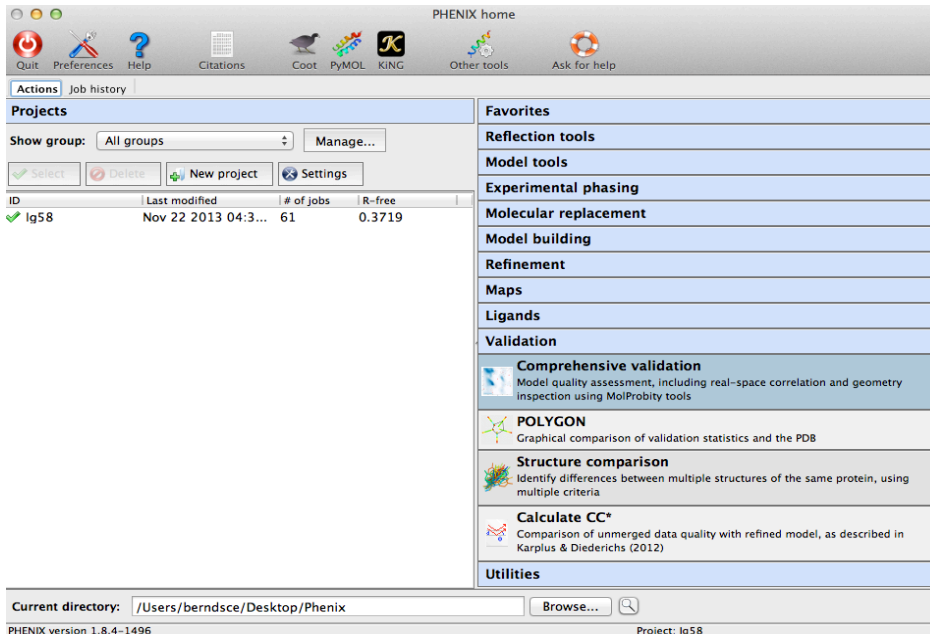 PHENIX home
Quit Preferences Help Citations Coot PyMOL KiNG Other tools Ask for help
Actions Job history
Projects
Show group: All groups Manage...
Select Delete New project Settings
ID Last modified # of jobs R-free
Ig58 Nov 22 2013 04:3... 61 0.3719
Favorites
Reflection tools
Model tools
Experimental phasing
Molecular replacement
Model building
Refinement
Maps
Ligands
Validation
Comprehensive validation
Model quality assessment, including real-space correlation and geometry
inspection using MolProbity tools
POLYGON
Graphical comparison of validation statistics and the PDB
Structure comparison
Identify differences between multiple structures of the same protein, using
multiple criteria
Calculate CC*
Comparison of unmerged data quality with refined model, as described in
Karplus & Diederichs (2012)
Utilities
Current directory: /Users/berndsce/Desktop/Phenix Browse...
PHENIX version 1.8.4-1496 Project: Ig58